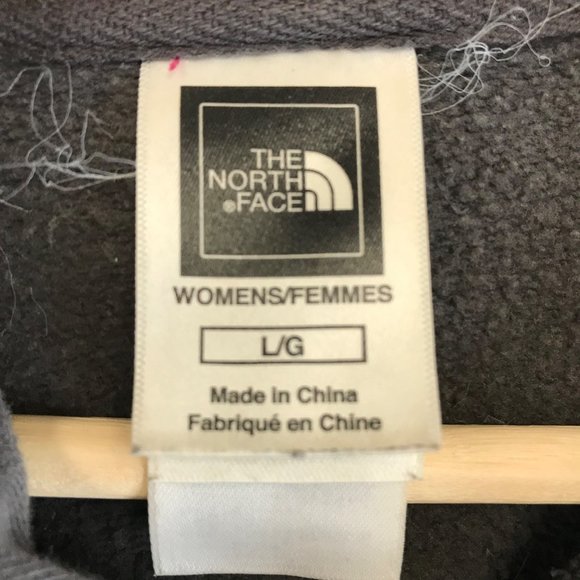 THE
NORTH
®FACE
WOMENS/FEMMES
L/G
Made in China
Fabriqué en Chine